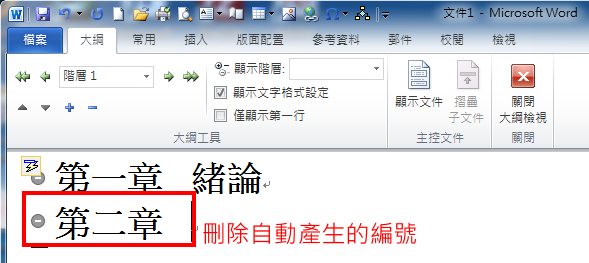 文件1 - Microsoft Word
檔案 大綱 常用 插入 版面配置 參考資料 郵件 校閱 檢視
階層 1
顯示階層:
顯示文字格式設定
僅顯示第一行
大綱工具
顯示文件
摺疊
子文件
主控文件
關閉
大綱檢視
關閉
第一章 緒論
第二章
刪除自動產生的編號